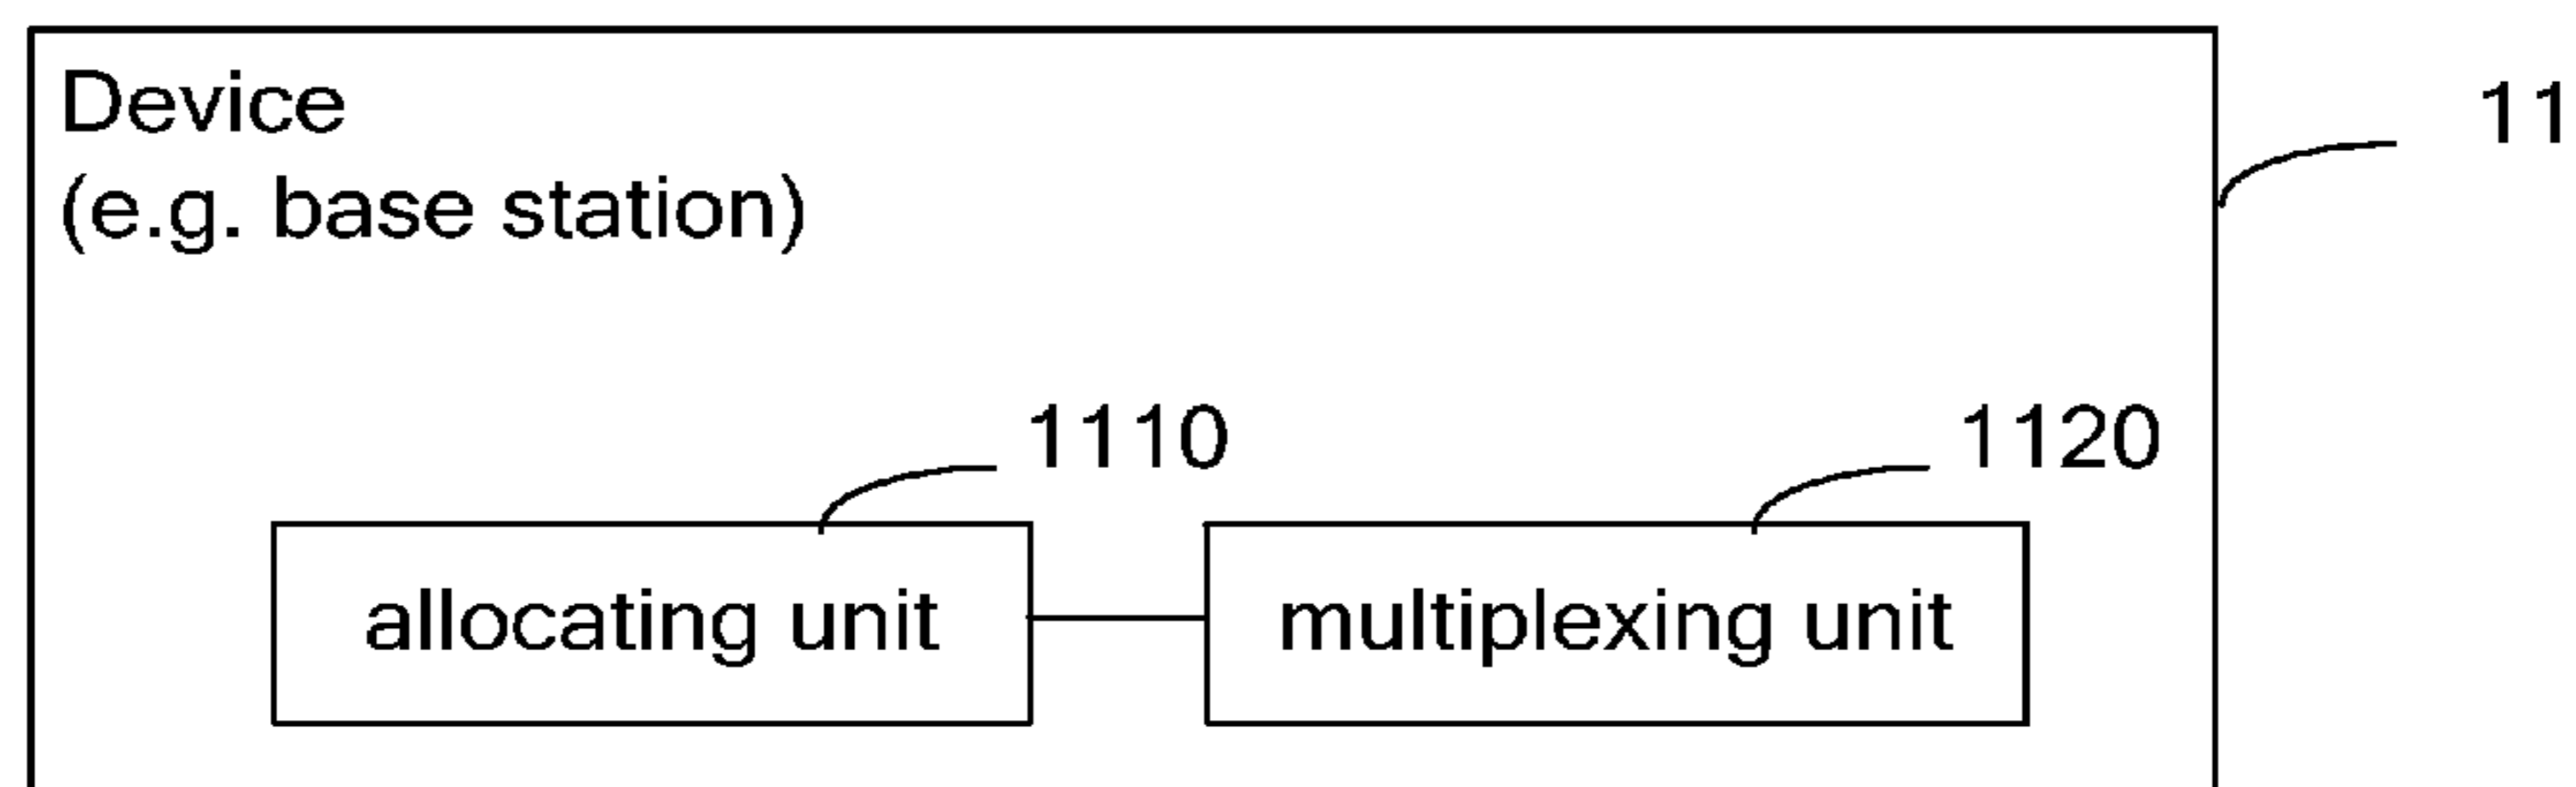 Device
(e.g. base station)
11
1110
1120
allocating unit
multiplexing unit